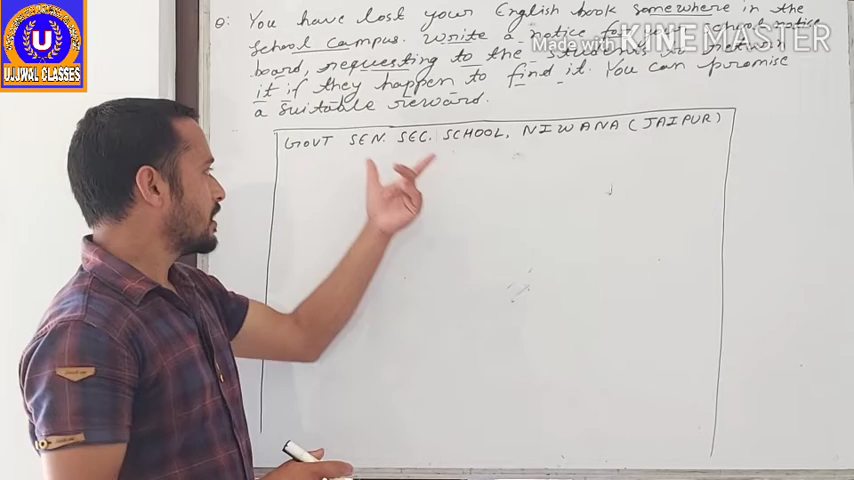 U
UJJWAL CLASSES
Q: You have lost your English book somewhere in the
school campus. write a notice for your school notice
board, requesting to the students to return
it if they happen to find it. You can promise
a suitable reward.
Made with KINEMASTER
GOVT SEN. SEC. SCHOOL, NIWANA (JAIPUR)